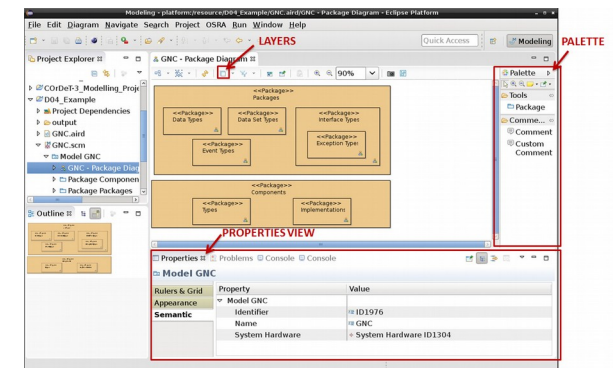 Modeling - platform:/resource/D04_Example/GNC.aird/GNC - Package Diagram - Eclipse Platform
File Edit Diagram Navigate Search Project OSRA Run Window Help
LAYERS
Quick Access
Modeling
PALETTE
Project Explorer
GNC - Package Diagram
90%
Palette
COrDeT-3_Modelling_Proje
D04_Example
Project Dependencies
output
GNC.aird
GNC.scm
Model GNC
GNC - Package Diag
Package Componen
Package Packages
Tools
Package
Comme...
Comment
Custom
Comment
<<Package>>
Packages
<<Package>>
Data Types
<<Package>>
Data Set Types
<<Package>>
Interface Types
<<Package>>
Event Types
<<Package>>
Exception Types
<<Package>>
Components
<<Package>>
Types
<<Package>>
Implementations
Outline
PROPERTIES VIEW
Properties Problems Console Console
Model GNC
Rulers & Grid
Appearance
Semantic
Property Value
Model GNC
Identifier ID1976
Name GNC
System Hardware System Hardware ID1304